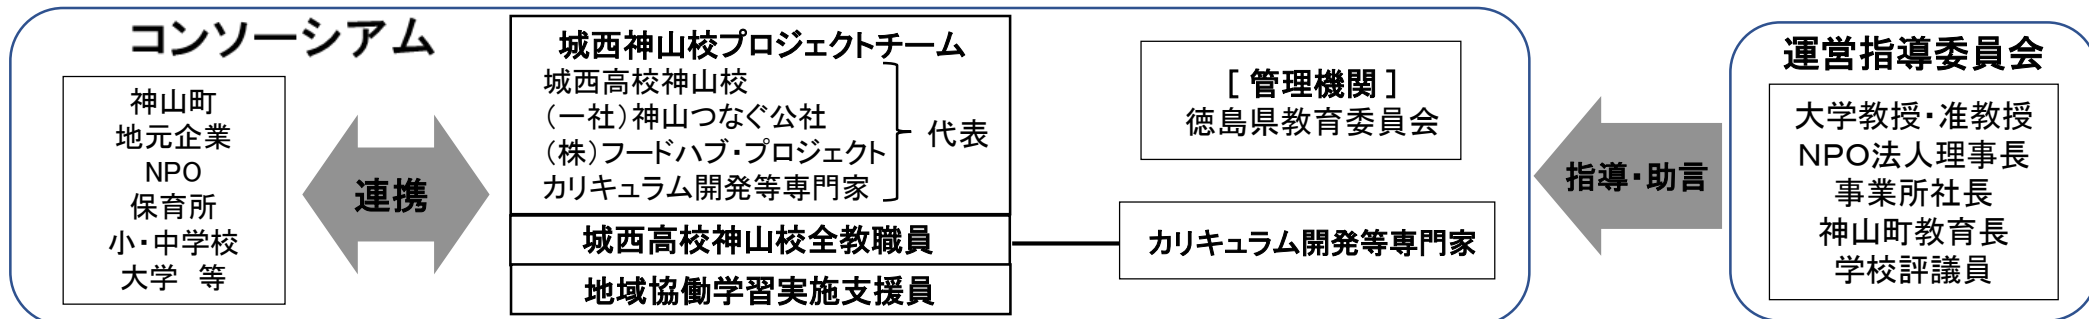 コンソーシアム
神山町
地元企業
NPO
保育所
小・中学校
大学　等
連携
城西神山校プロジェクトチーム
城西高校神山校
(一社)神山つなぐ公社
(株)フードハブ・プロジェクト
カリキュラム開発等専門家
代表
城西高校神山校全教職員
地域協働学習実施支援員
[ 管理機関 ]
徳島県教育委員会
カリキュラム開発等専門家
指導・助言
運営指導委員会
大学教授・准教授
NPO法人理事長
事業所社長
神山町教育長
学校評議員